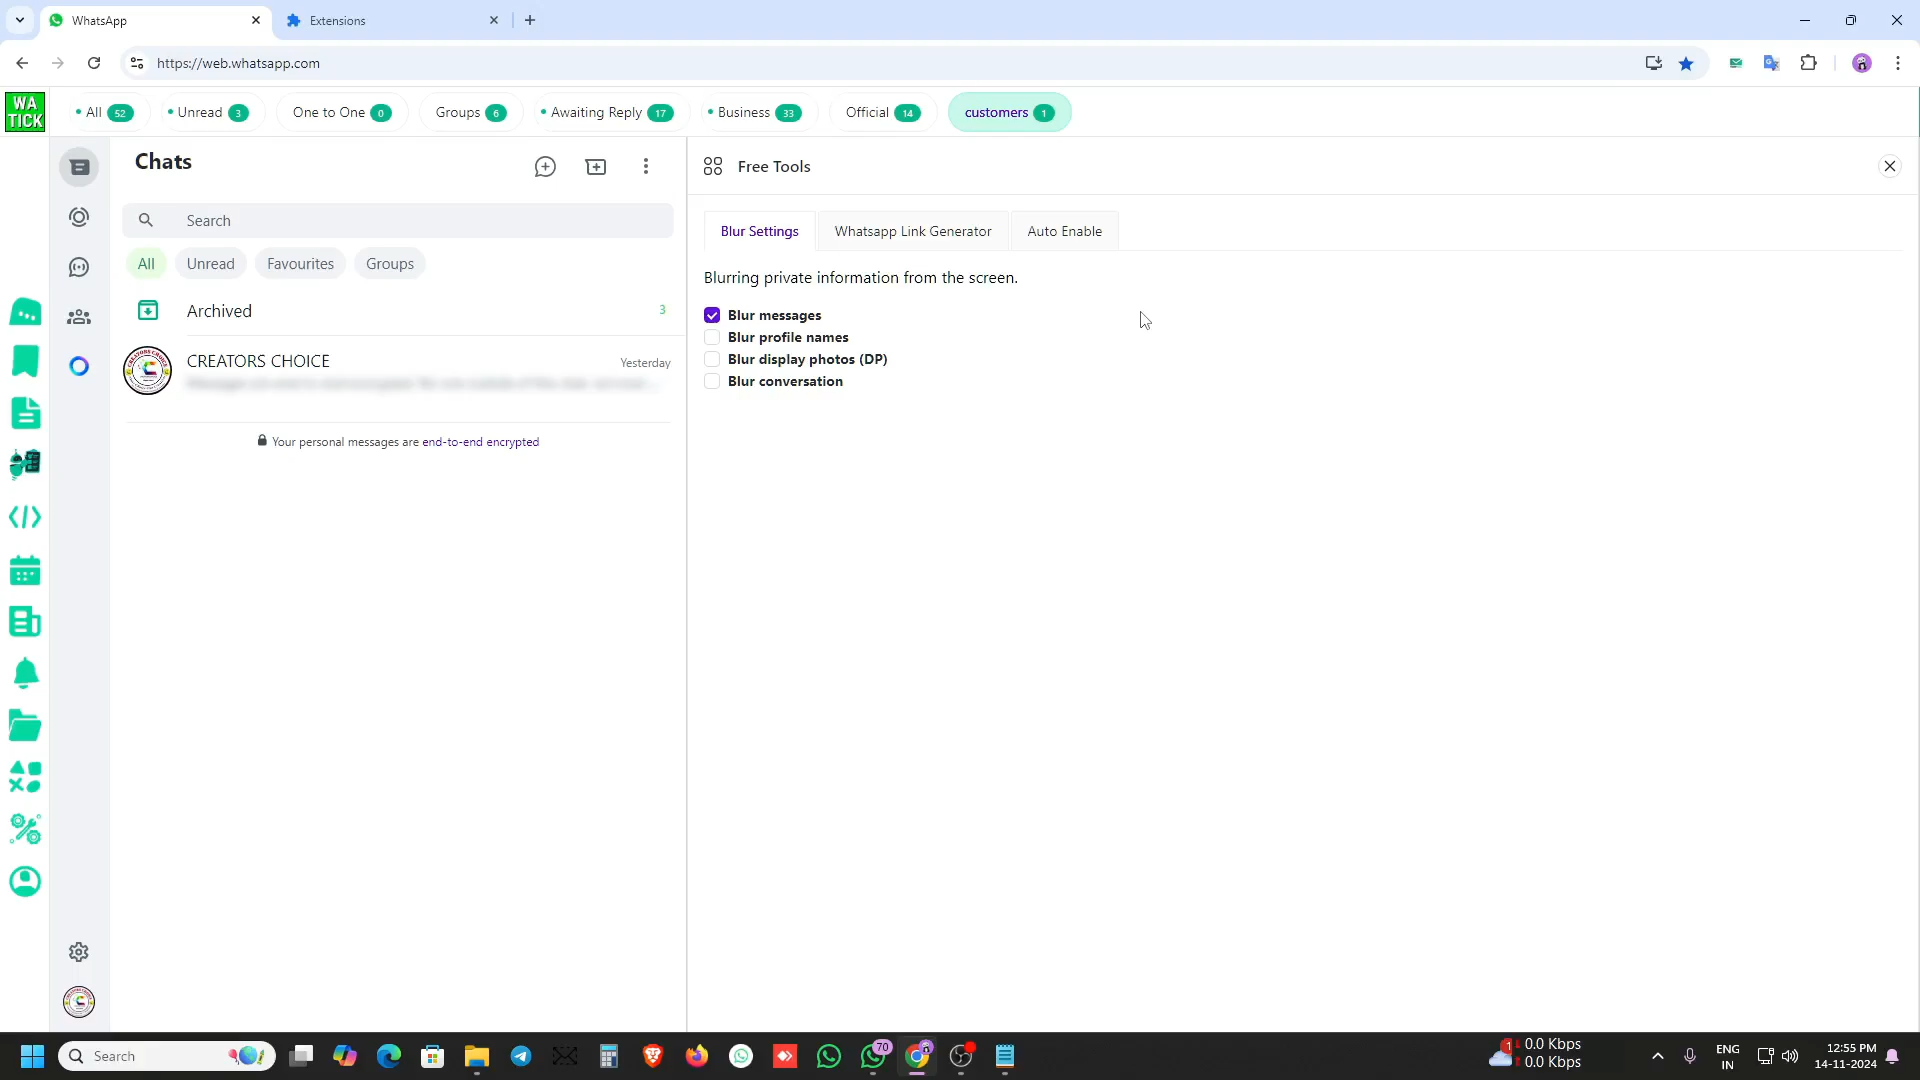 WhatsApp
Extensions
https://web.whatsapp.com
WA
TICK
All 52
Unread 3
One to One 0
Groups 6
Awaiting Reply 17
Business 33
Official 14
customers 1
Chats
Search
All
Unread
Favourites
Groups
Archived
3
CREATORS CHOICE
Yesterday
Your personal messages are end-to-end encrypted
Free Tools
Blur Settings
Whatsapp Link Generator
Auto Enable
Blurring private information from the screen.
Blur messages
Blur profile names
Blur display photos (DP)
Blur conversation
Search
70
1
0.0 Kbps
0.0 Kbps
ENG
IN
12:55 PM
14-11-2024